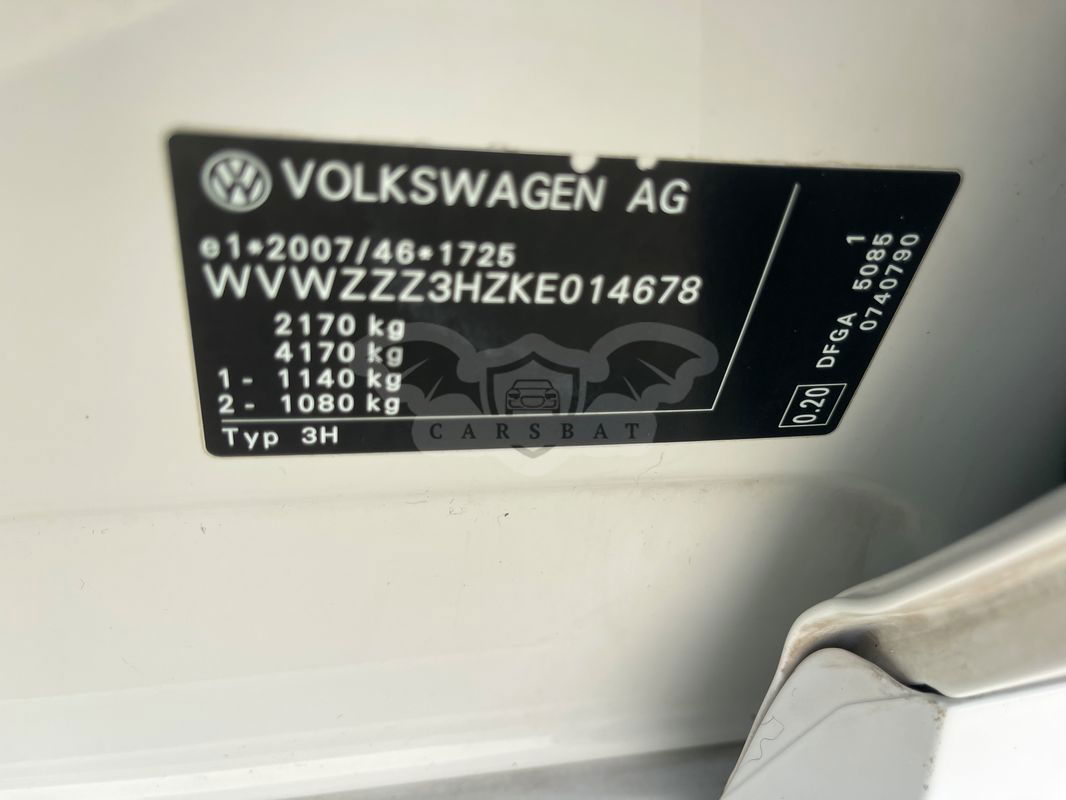 VOLKSWAGEN AG
e1*2007/46*1725
WVWZZZ3HZKE014678
2170 kg
4170 kg
1- 1140 kg
2- 1080 kg
Typ 3H
0.20
DFGA 5085 1
0740790
CARSBAT